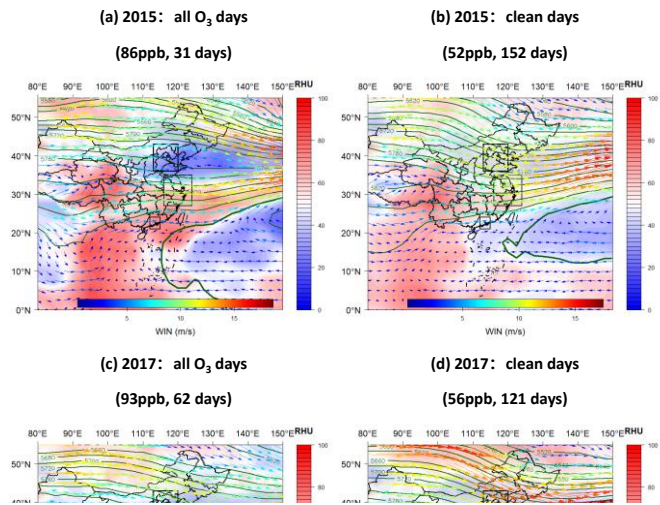 (a) 2015： all O₃ days
(86ppb, 31 days)
(b) 2015： clean days
(52ppb, 152 days)
80°E 90°E 100°E 110°E 120°E 130°E 140°E 150°E RHU
80°E 90°E 100°E 110°E 120°E 130°E 140°E 150°E RHU
50°N
40°N
30°N
20°N
10°N
0°N
100
80
60
40
20
0
5 10 15
WIN (m/s)
50°N
40°N
30°N
20°N
10°N
0°N
100
80
60
40
20
0
5 10 15
WIN (m/s)
(c) 2017： all O₃ days
(93ppb, 62 days)
(d) 2017： clean days
(56ppb, 121 days)
80°E 90°E 100°E 110°E 120°E 130°E 140°E 150°E RHU
80°E 90°E 100°E 110°E 120°E 130°E 140°E 150°E RHU
50°N
100
80
50°N
100
80